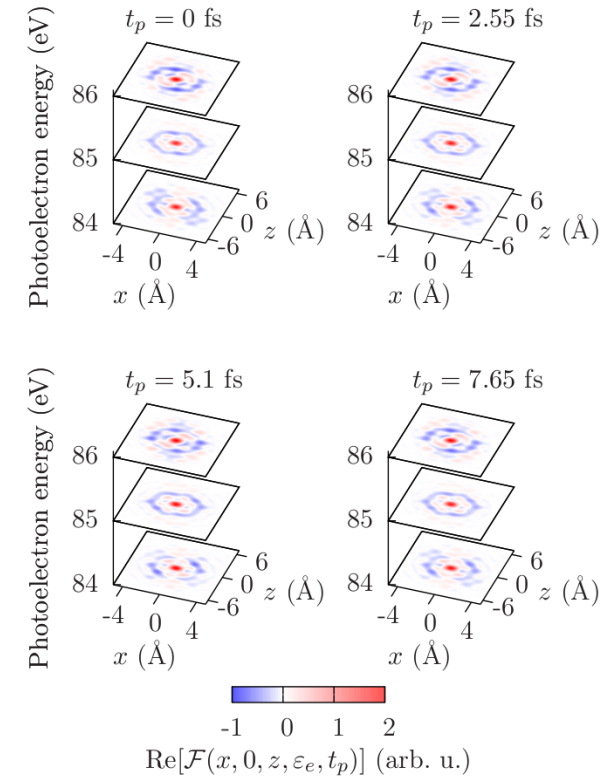 t_p = 0 fs
t_p = 2.55 fs
Photoelectron energy (eV)
86
85
84
-4
0
4
x (Å)
6
0
-6
z (Å)
86
85
84
-4
0
4
x (Å)
6
0
-6
z (Å)
t_p = 5.1 fs
t_p = 7.65 fs
Photoelectron energy (eV)
86
85
84
-4
0
4
x (Å)
6
0
-6
z (Å)
86
85
84
-4
0
4
x (Å)
6
0
-6
z (Å)
-1 0 1 2
Re[ℱ(x, 0, z, ε_e, t_p)] (arb. u.)